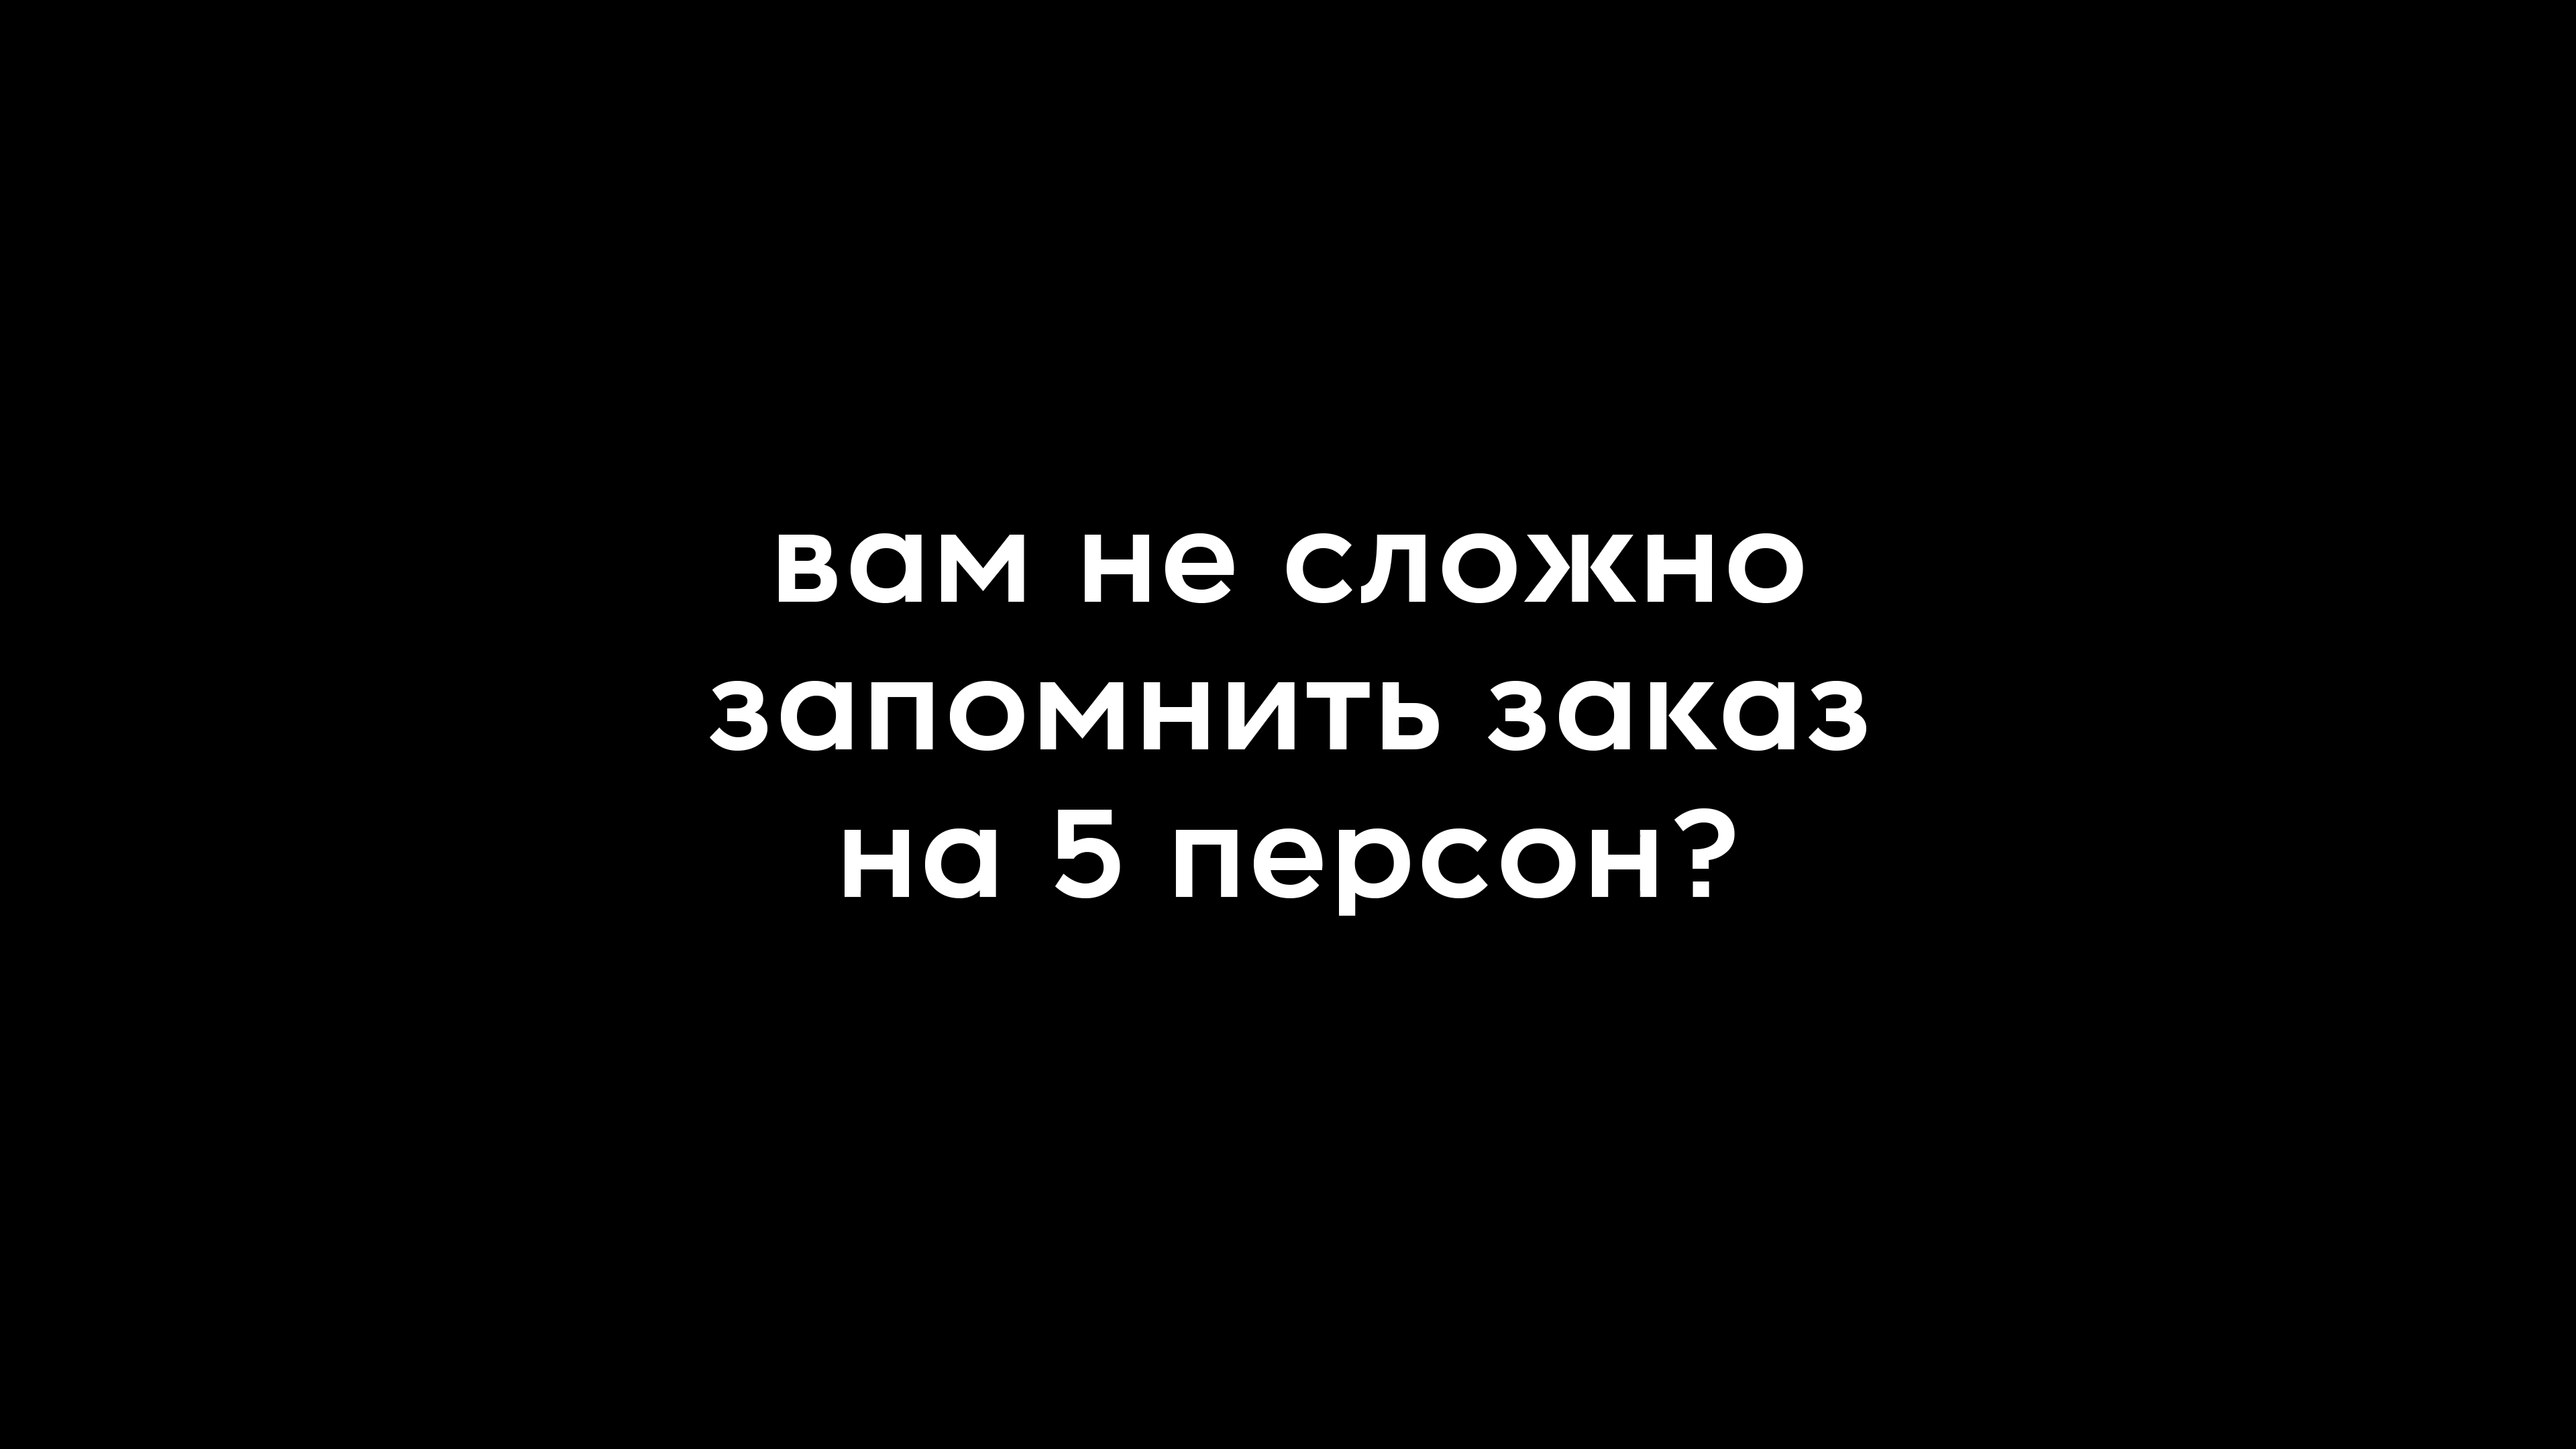 вам не сложно
запомнить заказ
на 5 персон?